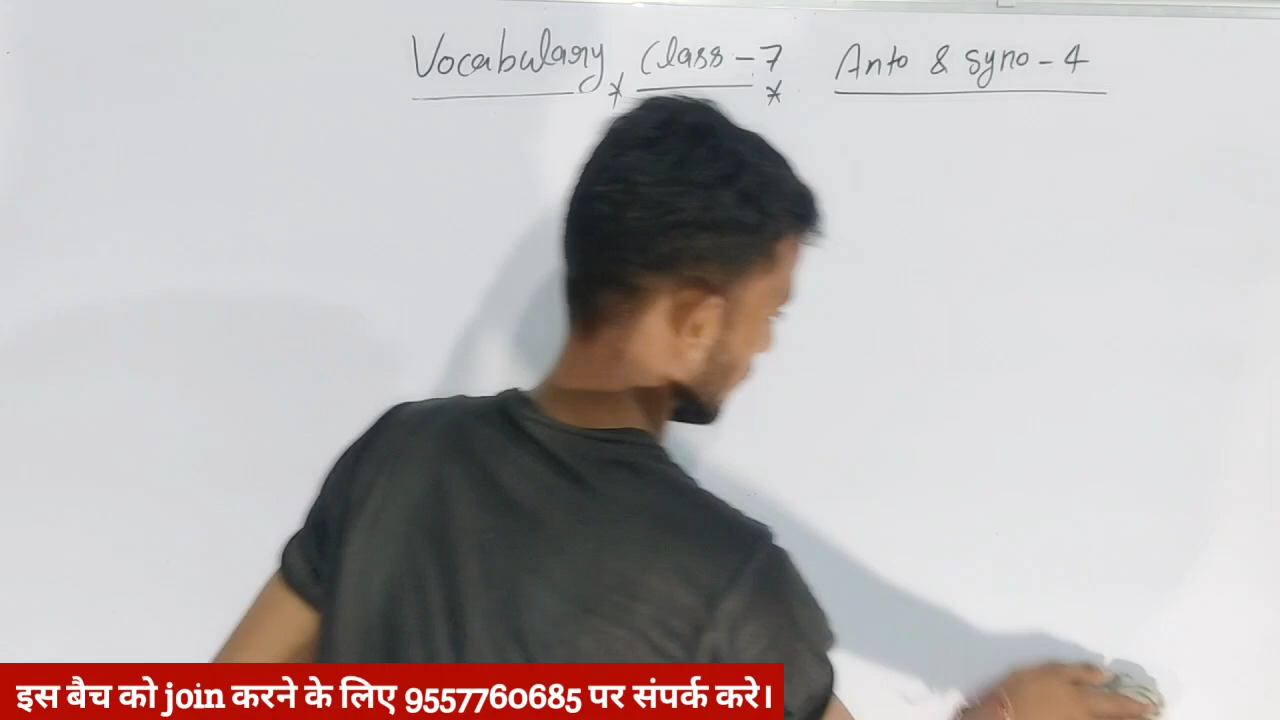 Vocabulary * Class - 7 * Anto & Syno - 4
इस बैच को join करने के लिए 9557760685 पर संपर्क करे।